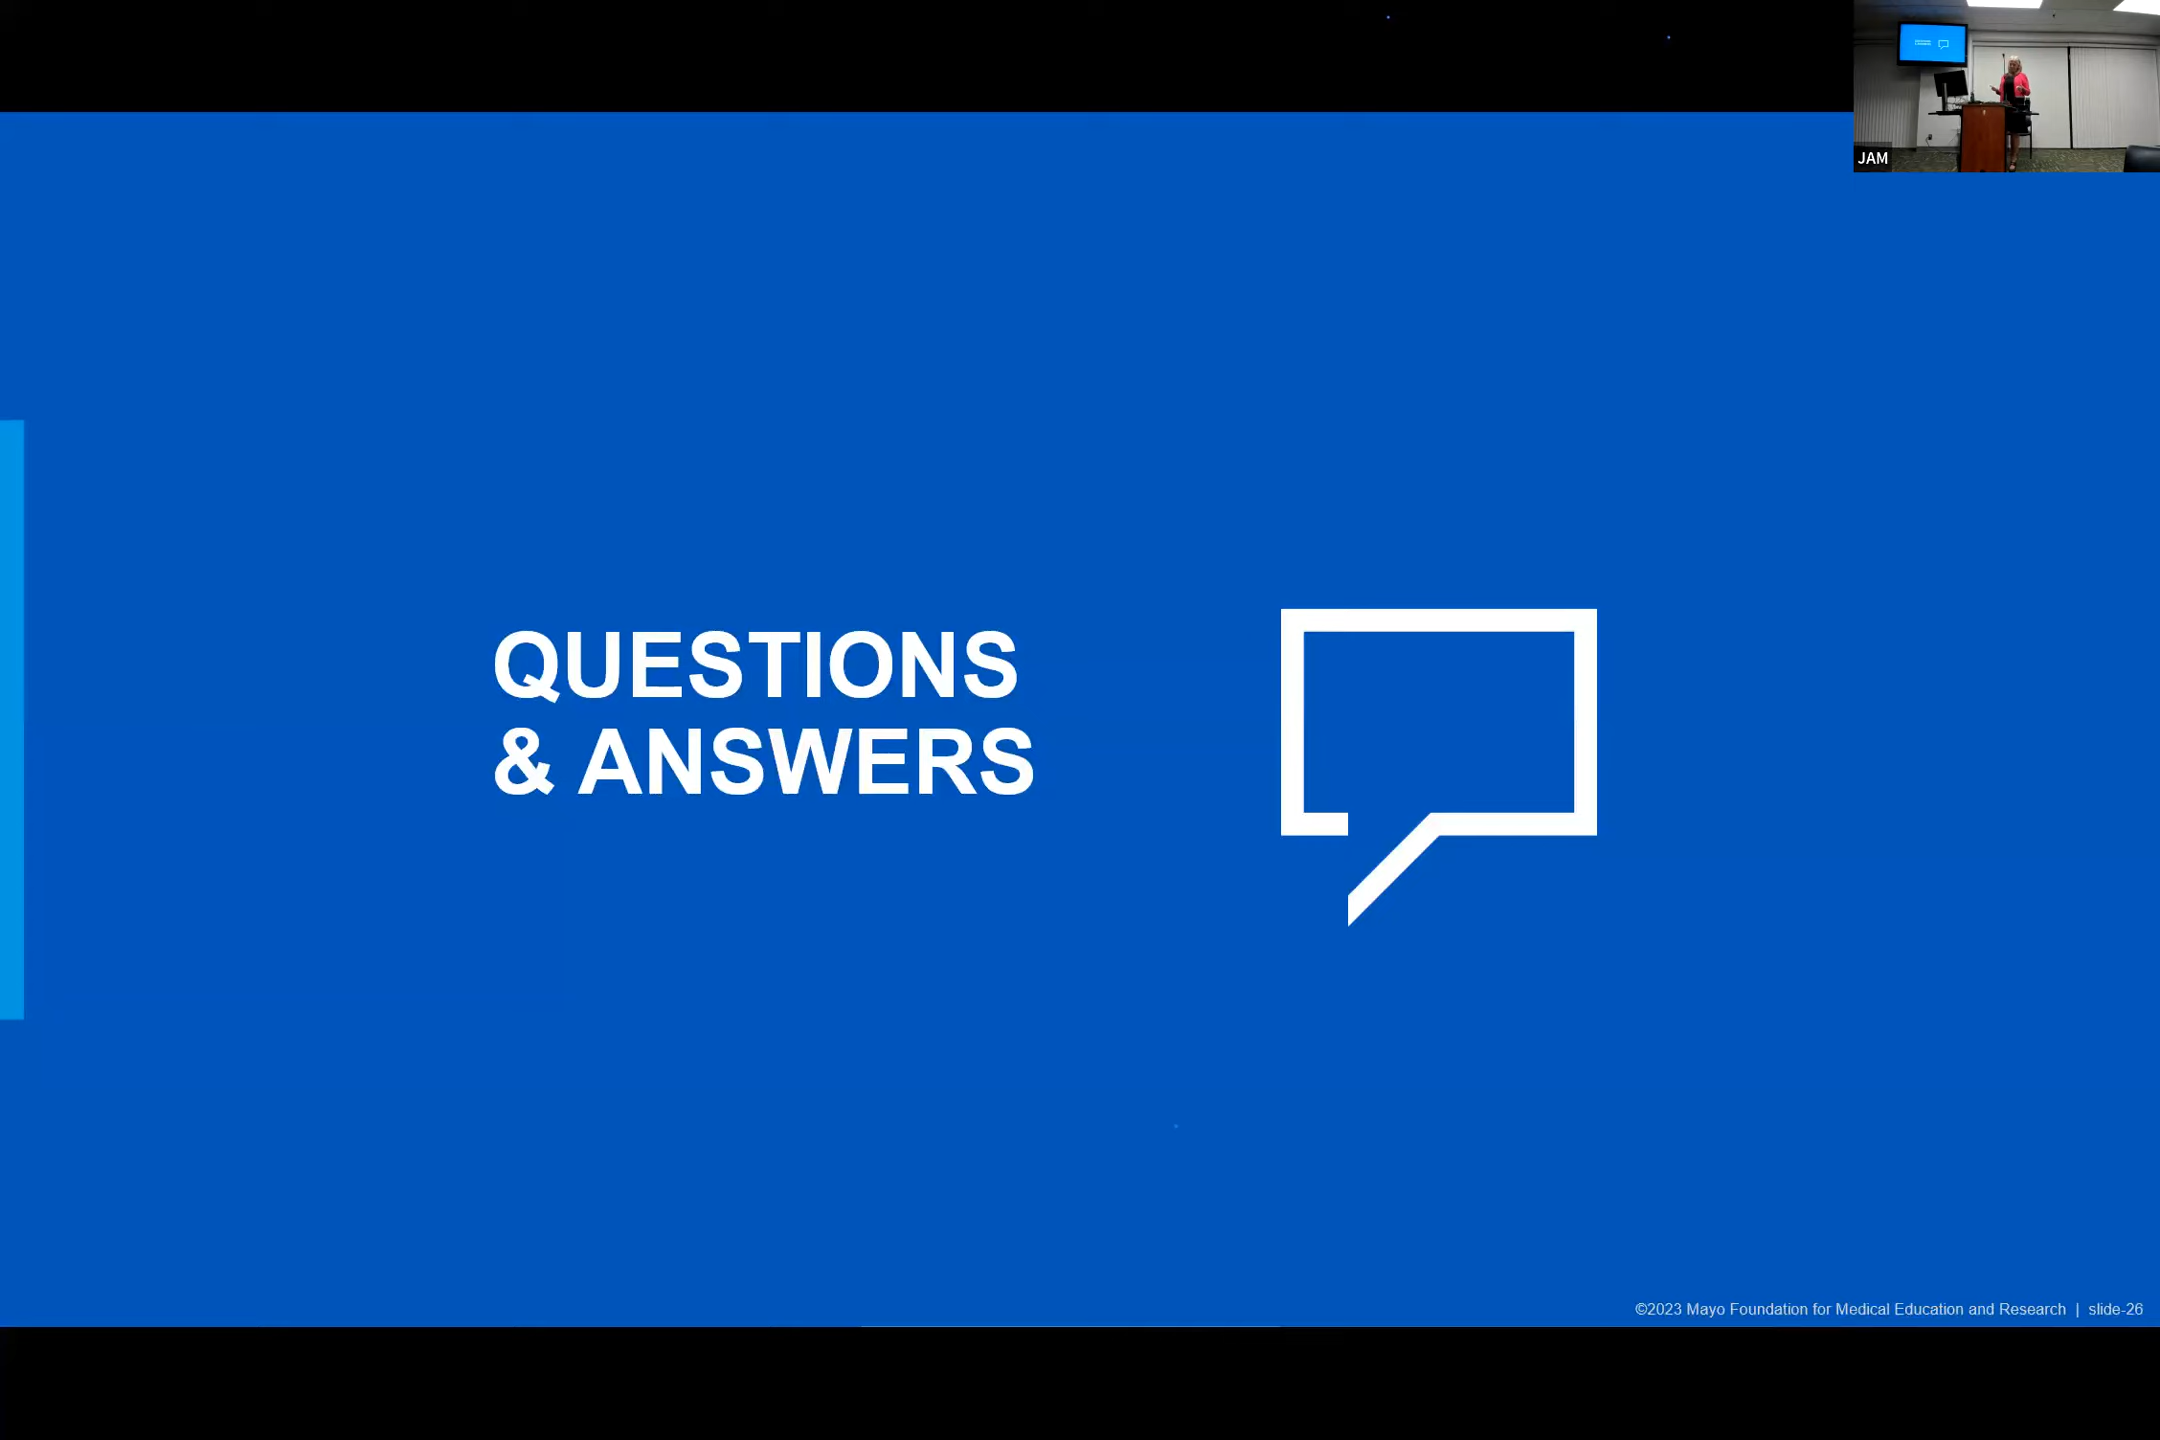 JAM
QUESTIONS
& ANSWERS
©2023 Mayo Foundation for Medical Education and Research | slide-26